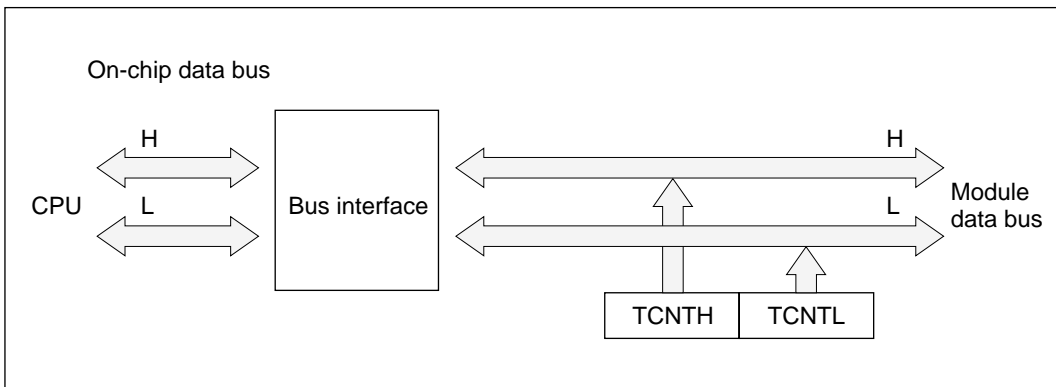 On-chip data bus
H
H
CPU
L
Bus interface
L
Module
data bus
TCNTH
TCNTL